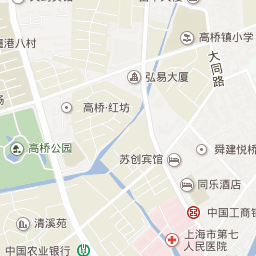 疆港八村
高桥镇小学
大同路
弘易大厦
高桥·红坊
高桥公园
苏创宾馆
舜建悦桥
同乐酒店
清溪苑
中国工商银
中国农业银行
上海市第七
人民医院